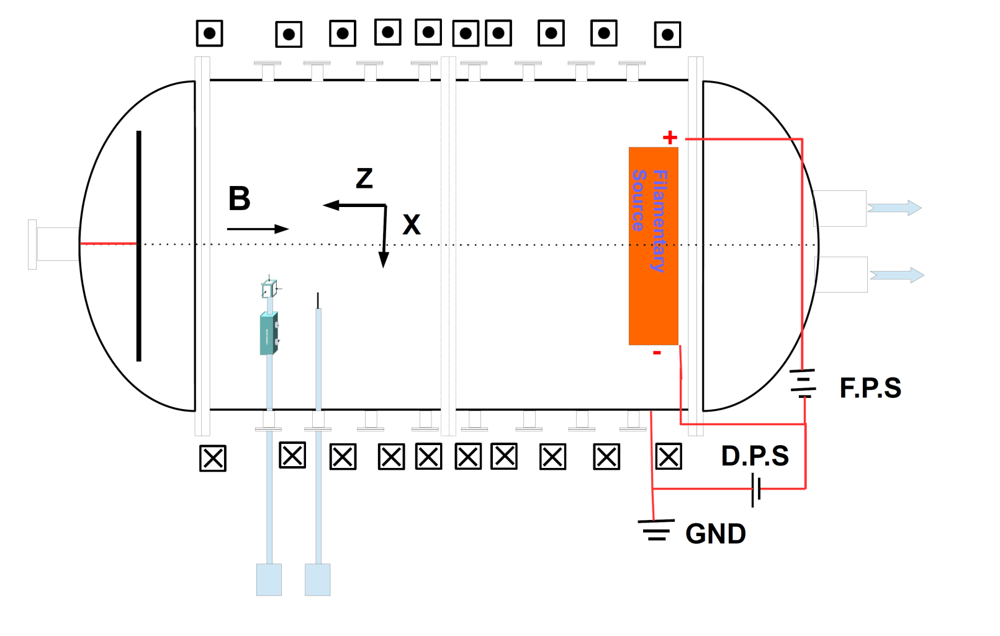 Z
B
X
+
Filamentary
Source
-
F.P.S
D.P.S
GND